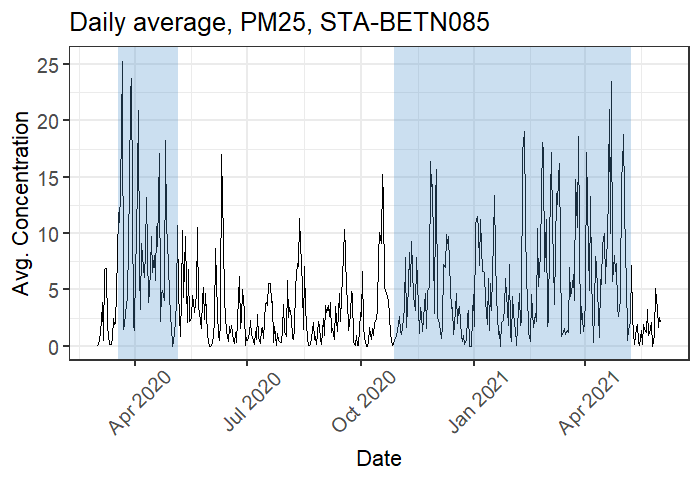 Daily average, PM25, STA-BETN085
Avg. Concentration
25
20
15
10
5
0
Apr 2020
Jul 2020
Oct 2020
Jan 2021
Apr 2021
Date